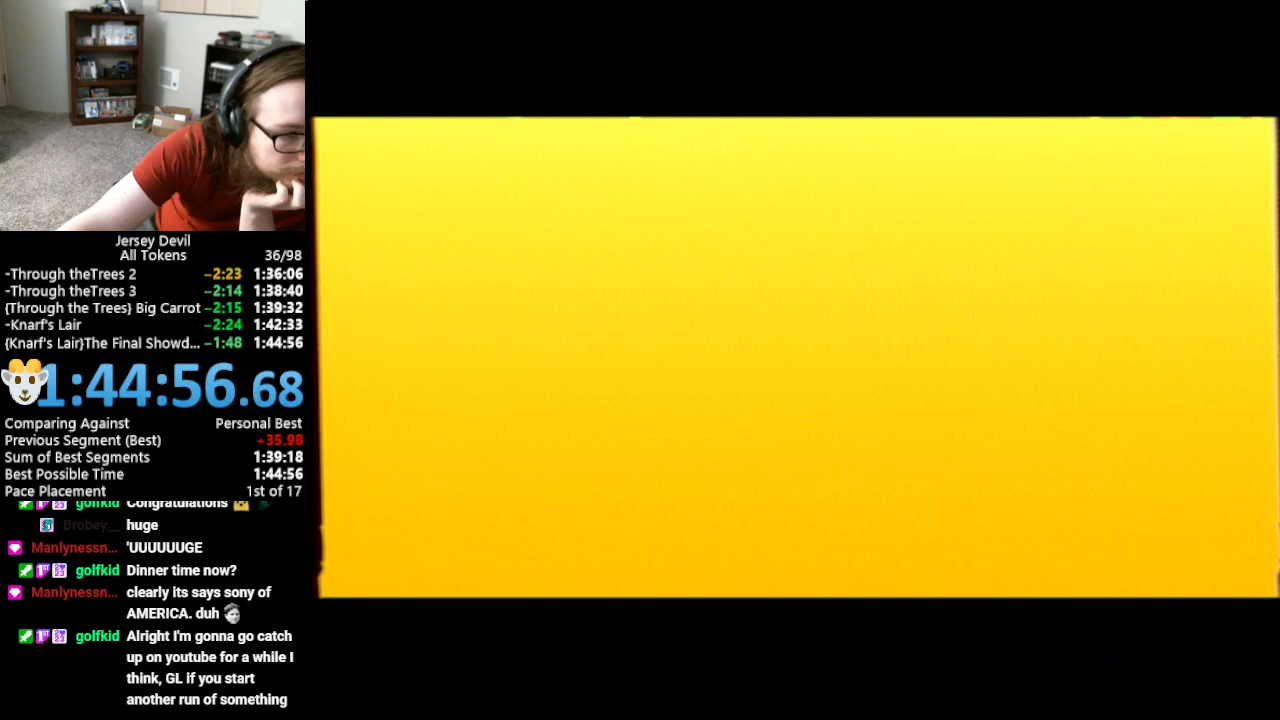 Jersey Devil
All Tokens 36/98
-Through theTrees 2 −2:23 1:36:06
-Through theTrees 3 −2:14 1:38:40
{Through the Trees} Big Carrot −2:15 1:39:32
-Knarf's Lair −2:24 1:42:33
{Knarf's Lair}The Final Showd... −1:48 1:44:56
1:44:56.68
Comparing Against Personal Best
Previous Segment (Best) +35.98
Sum of Best Segments 1:39:18
Best Possible Time 1:44:56
Pace Placement 1st of 17
golfkid Congratulations
Brobey__ huge
Manlynessn... 'UUUUUUGE
golfkid Dinner time now?
Manlynessn... clearly its says sony of
AMERICA. duh
golfkid Alright I'm gonna go catch
up on youtube for a while I
think, GL if you start
another run of something